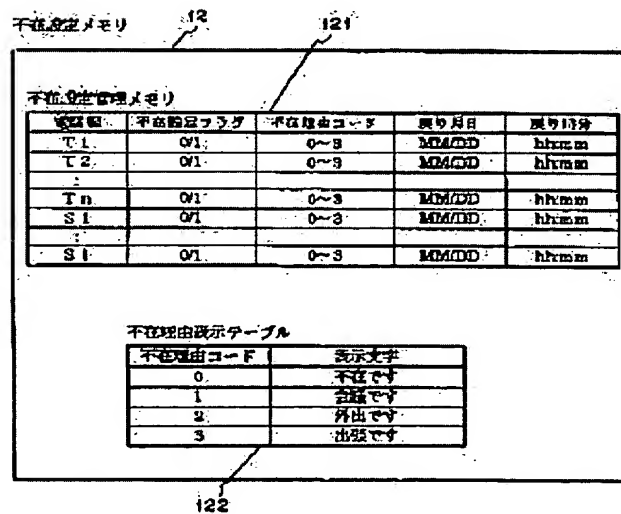 不在設定メモリ 12 121
不在設定管理メモリ
電話機 不在設定フラグ 不在理由コード 戻り月日 戻り時分
T1 0/1 0~3 MM/DD hh:mm
T2 0/1 0~3 MM/DD hh:mm
:
Tn 0/1 0~3 MM/DD hh:mm
S1 0/1 0~3 MM/DD hh:mm
:
Sl 0/1 0~3 MM/DD hh:mm
不在理由表示テーブル
不在理由コード 表示文字
0 不在です
1 会議です
2 外出です
3 出張です
122